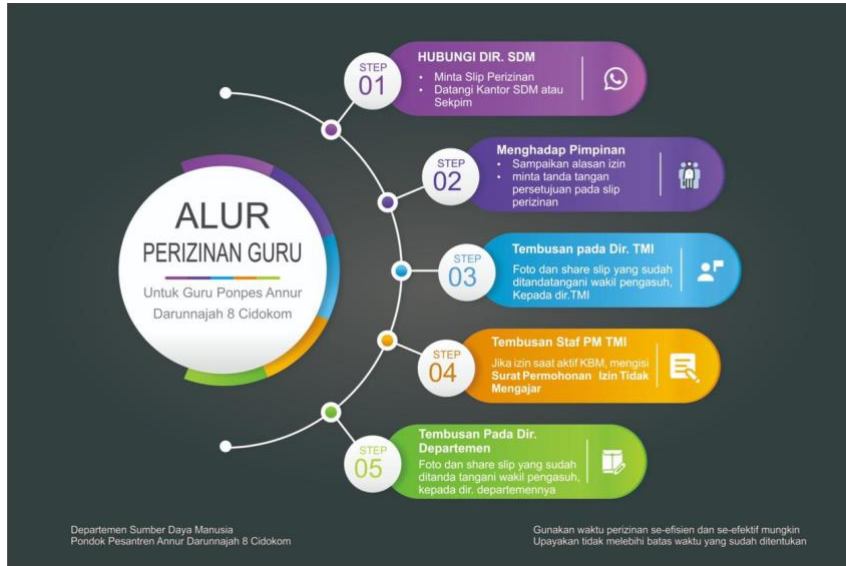 ALUR
PERIZINAN GURU
Untuk Guru Ponpes Annur
Darunnajah 8 Cidokom
STEP
01
HUBUNGI DIR. SDM
• Minta Slip Perizinan
• Datangi Kantor SDM atau
Sekpim
STEP
02
Menghadap Pimpinan
• Sampaikan alasan izin
• minta tanda tangan
persetujuan pada slip
perizinan
STEP
03
Tembusan pada Dir. TMI
Foto dan share slip yang sudah
ditandatangani wakil pengasuh,
Kepada dir.TMI
STEP
04
Tembusan Staf PM TMI
Jika izin saat aktif KBM, mengisi
Surat Permohonan Izin Tidak
Mengajar
STEP
05
Tembusan Pada Dir.
Departemen
Foto dan share slip yang sudah
ditanda tangani wakil pengasuh,
kepada dir. departemennya
Departemen Sumber Daya Manusia
Pondok Pesantren Annur Darunnajah 8 Cidokom
Gunakan waktu perizinan se-efisien dan se-efektif mungkin
Upayakan tidak melebihi batas waktu yang sudah ditentukan